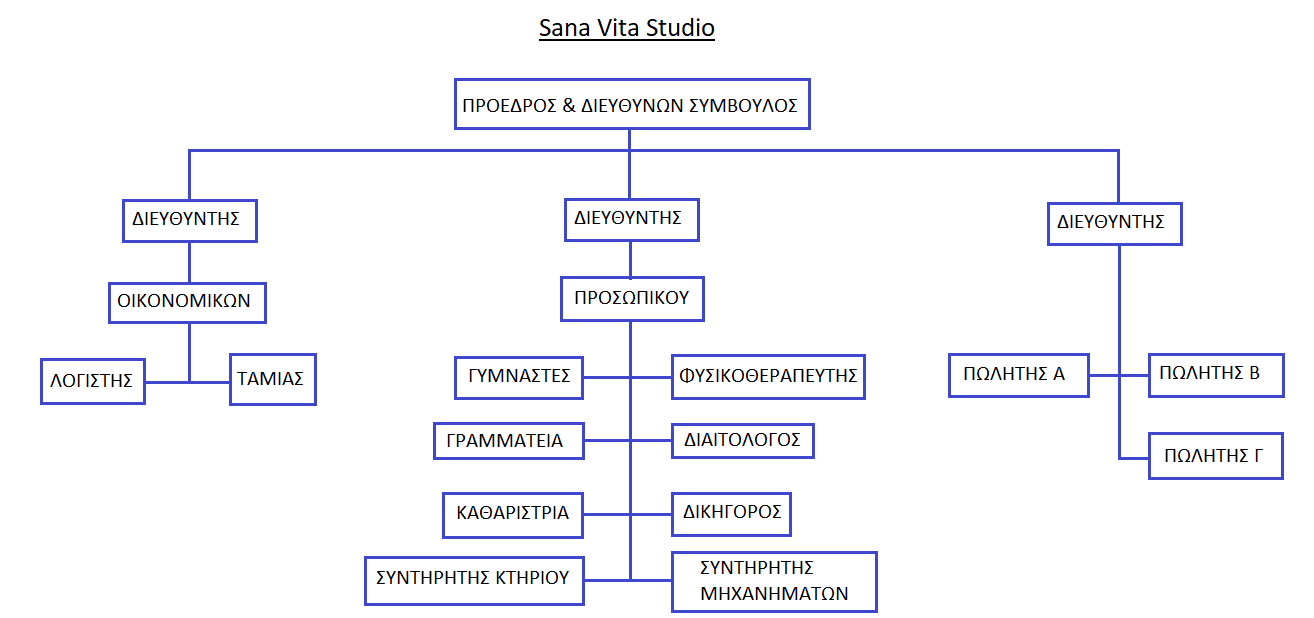 Sana Vita Studio
ΠΡΟΕΔΡΟΣ & ΔΙΕΥΘΥΝΩΝ ΣΥΜΒΟΥΛΟΣ
ΔΙΕΥΘΥΝΤΗΣ
ΔΙΕΥΘΥΝΤΗΣ
ΔΙΕΥΘΥΝΤΗΣ
ΟΙΚΟΝΟΜΙΚΩΝ
ΠΡΟΣΩΠΙΚΟΥ
ΛΟΓΙΣΤΗΣ
ΤΑΜΙΑΣ
ΓΥΜΝΑΣΤΕΣ
ΦΥΣΙΚΟΘΕΡΑΠΕΥΤΗΣ
ΠΩΛΗΤΗΣ Α
ΠΩΛΗΤΗΣ Β
ΓΡΑΜΜΑΤΕΙΑ
ΔΙΑΙΤΟΛΟΓΟΣ
ΠΩΛΗΤΗΣ Γ
ΚΑΘΑΡΙΣΤΡΙΑ
ΔΙΚΗΓΟΡΟΣ
ΣΥΝΤΗΡΗΤΗΣ ΚΤΗΡΙΟΥ
ΣΥΝΤΗΡΗΤΗΣ
ΜΗΧΑΝΗΜΑΤΩΝ